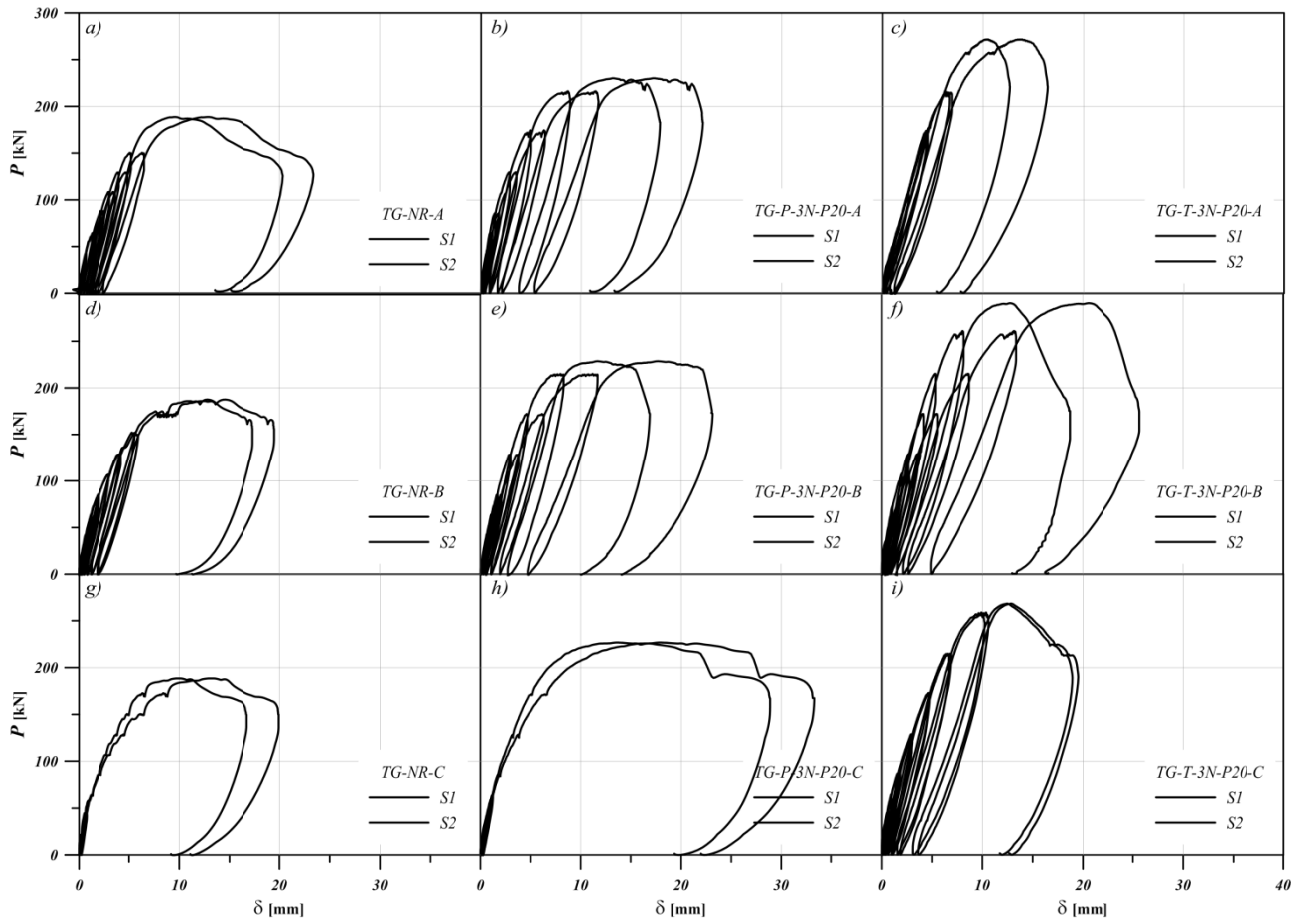 300
a)
b)
c)
200
P [kN]
100
TG-NR-A
S1
S2
TG-P-3N-P20-A
S1
S2
TG-T-3N-P20-A
S1
S2
0
d)
e)
f)
200
P [kN]
100
TG-NR-B
S1
S2
TG-P-3N-P20-B
S1
S2
TG-T-3N-P20-B
S1
S2
0
g)
h)
i)
200
P [kN]
100
TG-NR-C
S1
S2
TG-P-3N-P20-C
S1
S2
TG-T-3N-P20-C
S1
S2
0
0 10 20 30 0 10 20 30 0 10 20 30 40
δ [mm] δ [mm] δ [mm]